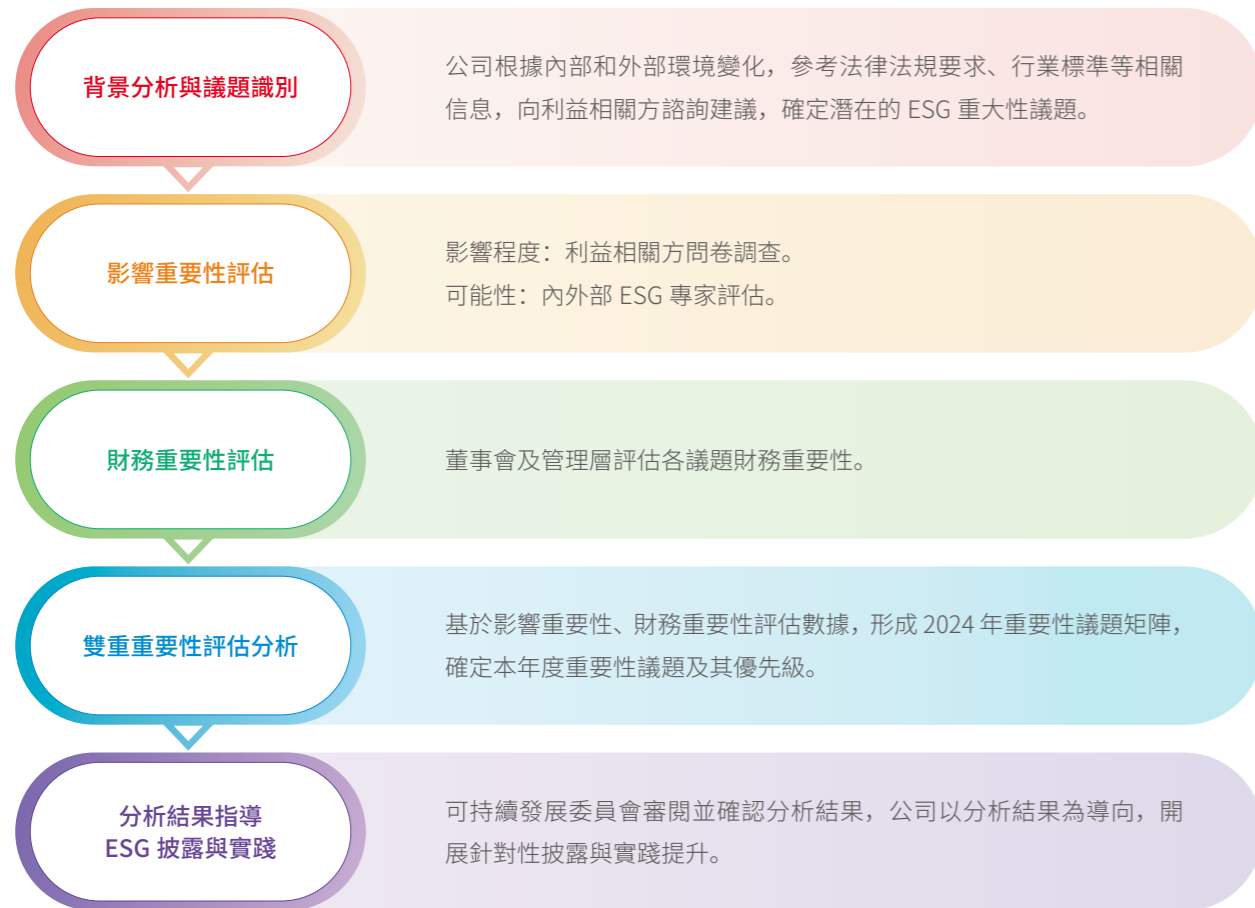 背景分析與議題識別
公司根據內部和外部環境變化，參考法律法規要求、行業標準等相關
信息，向利益相關方諮詢建議，確定潛在的 ESG 重大性議題。
影響重要性評估
影響程度：利益相關方問卷調查。
可能性：內外部 ESG 專家評估。
財務重要性評估
董事會及管理層評估各議題財務重要性。
雙重重要性評估分析
基於影響重要性、財務重要性評估數據，形成 2024 年重要性議題矩陣，
確定本年度重要性議題及其優先級。
分析結果指導
ESG 披露與實踐
可持續發展委員會審閱並確認分析結果，公司以分析結果為導向，開
展針對性披露與實踐提升。